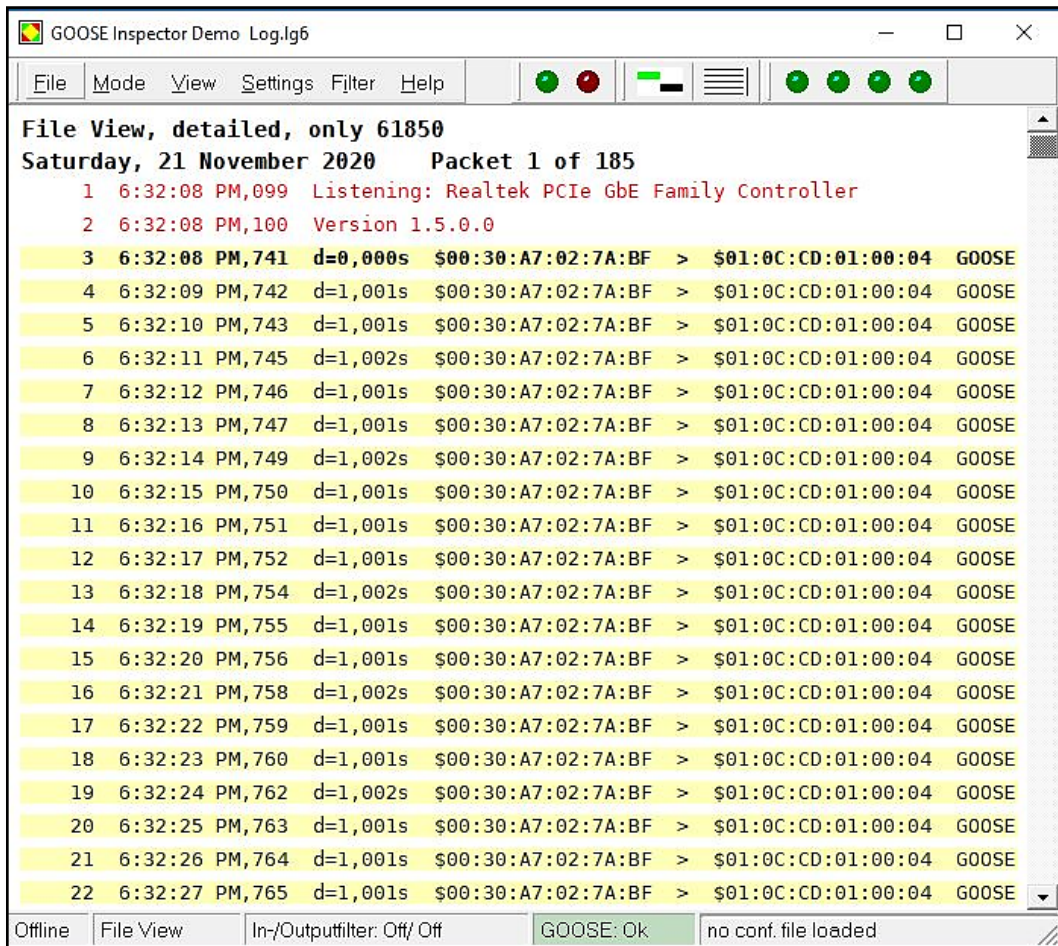 GOOSE Inspector Demo  Log.lg6
File Mode View Settings Filter Help
File View, detailed, only 61850
Saturday, 21 November 2020    Packet 1 of 185
1  6:32:08 PM,099  Listening: Realtek PCIe GbE Family Controller
2  6:32:08 PM,100  Version 1.5.0.0
3  6:32:08 PM,741  d=0,000s  $00:30:A7:02:7A:BF  >  $01:0C:CD:01:00:04  GOOSE
4  6:32:09 PM,742  d=1,001s  $00:30:A7:02:7A:BF  >  $01:0C:CD:01:00:04  GOOSE
5  6:32:10 PM,743  d=1,001s  $00:30:A7:02:7A:BF  >  $01:0C:CD:01:00:04  GOOSE
6  6:32:11 PM,745  d=1,002s  $00:30:A7:02:7A:BF  >  $01:0C:CD:01:00:04  GOOSE
7  6:32:12 PM,746  d=1,001s  $00:30:A7:02:7A:BF  >  $01:0C:CD:01:00:04  GOOSE
8  6:32:13 PM,747  d=1,001s  $00:30:A7:02:7A:BF  >  $01:0C:CD:01:00:04  GOOSE
9  6:32:14 PM,749  d=1,002s  $00:30:A7:02:7A:BF  >  $01:0C:CD:01:00:04  GOOSE
10  6:32:15 PM,750  d=1,001s  $00:30:A7:02:7A:BF  >  $01:0C:CD:01:00:04  GOOSE
11  6:32:16 PM,751  d=1,001s  $00:30:A7:02:7A:BF  >  $01:0C:CD:01:00:04  GOOSE
12  6:32:17 PM,752  d=1,001s  $00:30:A7:02:7A:BF  >  $01:0C:CD:01:00:04  GOOSE
13  6:32:18 PM,754  d=1,002s  $00:30:A7:02:7A:BF  >  $01:0C:CD:01:00:04  GOOSE
14  6:32:19 PM,755  d=1,001s  $00:30:A7:02:7A:BF  >  $01:0C:CD:01:00:04  GOOSE
15  6:32:20 PM,756  d=1,001s  $00:30:A7:02:7A:BF  >  $01:0C:CD:01:00:04  GOOSE
16  6:32:21 PM,758  d=1,002s  $00:30:A7:02:7A:BF  >  $01:0C:CD:01:00:04  GOOSE
17  6:32:22 PM,759  d=1,001s  $00:30:A7:02:7A:BF  >  $01:0C:CD:01:00:04  GOOSE
18  6:32:23 PM,760  d=1,001s  $00:30:A7:02:7A:BF  >  $01:0C:CD:01:00:04  GOOSE
19  6:32:24 PM,762  d=1,002s  $00:30:A7:02:7A:BF  >  $01:0C:CD:01:00:04  GOOSE
20  6:32:25 PM,763  d=1,001s  $00:30:A7:02:7A:BF  >  $01:0C:CD:01:00:04  GOOSE
21  6:32:26 PM,764  d=1,001s  $00:30:A7:02:7A:BF  >  $01:0C:CD:01:00:04  GOOSE
22  6:32:27 PM,765  d=1,001s  $00:30:A7:02:7A:BF  >  $01:0C:CD:01:00:04  GOOSE
Offline File View In-/Outputfilter: Off/ Off GOOSE: Ok no conf. file loaded